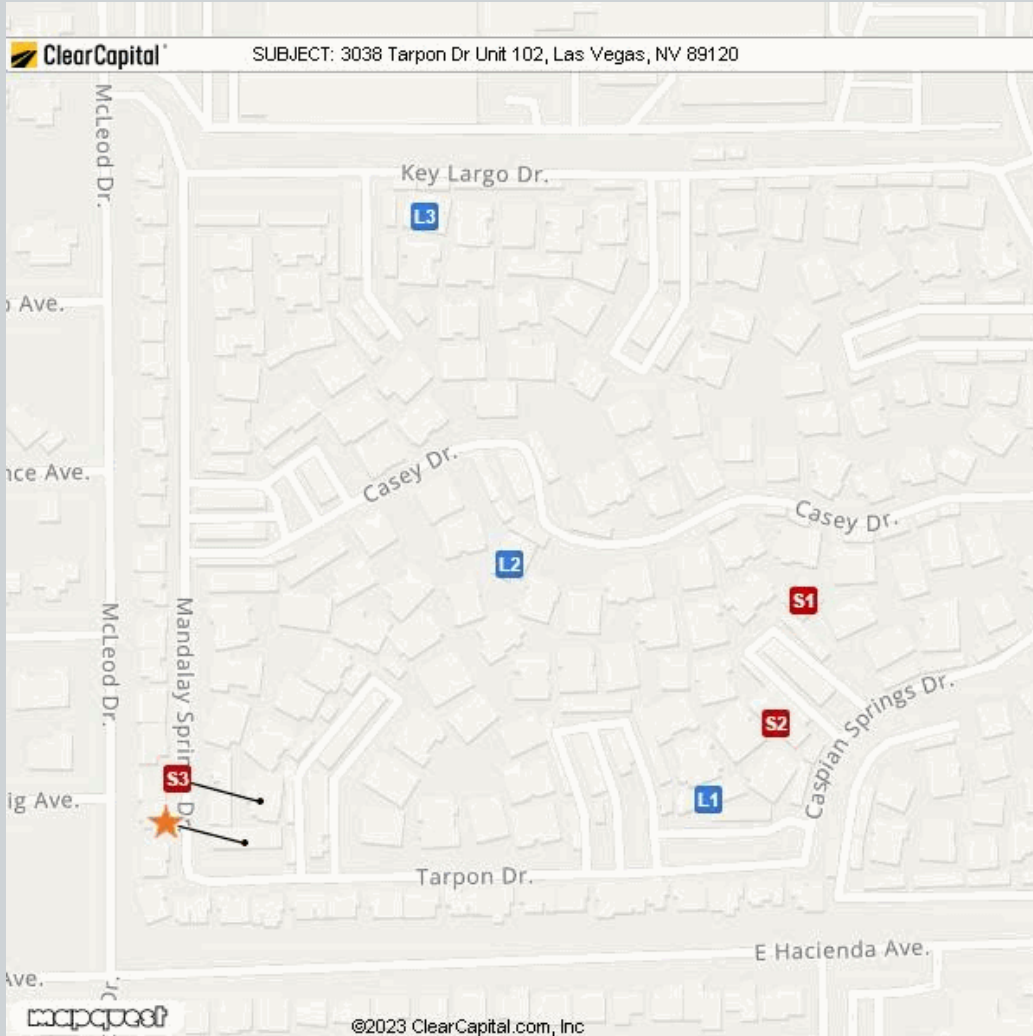 ClearCapital
SUBJECT: 3038 Tarpon Dr Unit 102, Las Vegas, NV 89120
McLeod Dr.
Key Largo Dr.
L3
Ave.
Casey Dr.
nce Ave.
Casey Dr.
L2
S1
McLeod Dr.
Mandalay Sprin
Caspian Springs Dr.
S2
S3
ig Ave.
L1
Tarpon Dr.
E Hacienda Ave.
Ave.
mapquest
©2023 ClearCapital.com, Inc